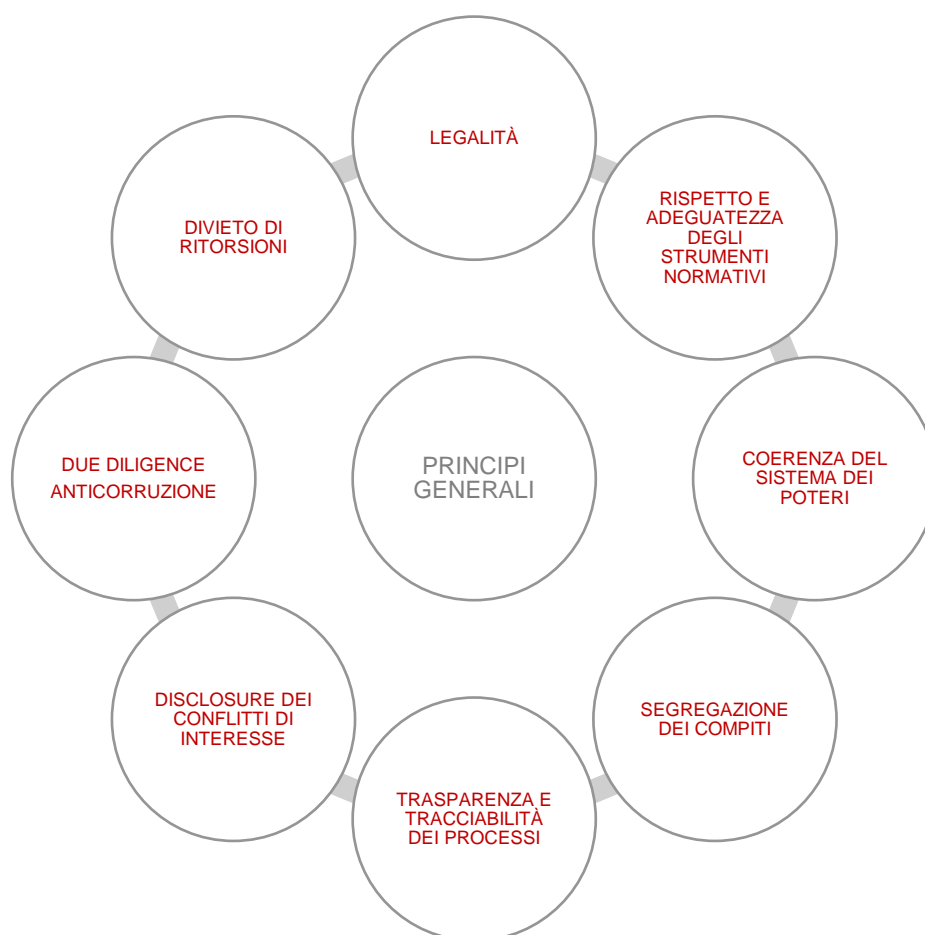 LEGALITÀ
RISPETTO E
ADEGUATEZZA
DEGLI
STRUMENTI
NORMATIVI
COERENZA DEL
SISTEMA DEI
POTERI
SEGREGAZIONE
DEI COMPITI
TRASPARENZA E
TRACCIABILITÀ
DEI PROCESSI
DISCLOSURE DEI
CONFLITTI DI
INTERESSE
DUE DILIGENCE
ANTICORRUZIONE
DIVIETO DI
RITORSIONI
PRINCIPI
GENERALI